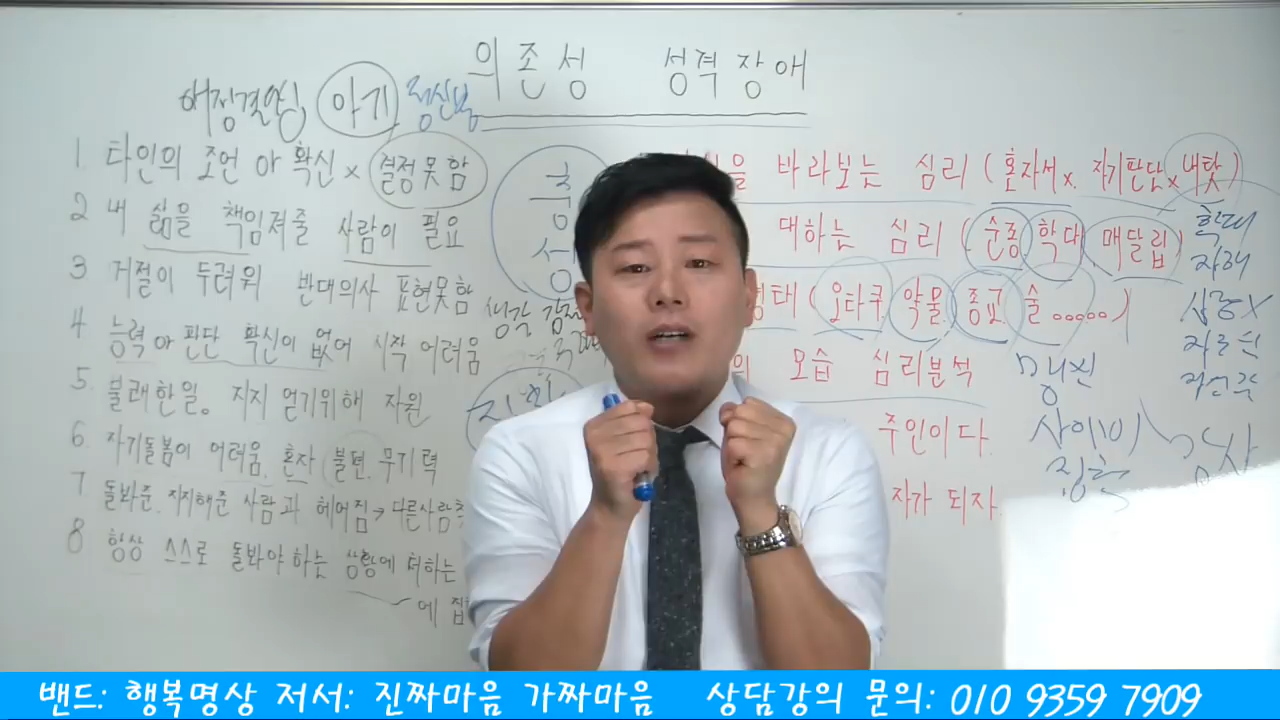 의존성 성격장애
애정결핍 아기
1. 타인의 조언 아 확신 × 결정못함
2 내 삶을 책임져줄 사람이 필요
3 거절이 두려워 반대의사 표현못함
4 능력 아 판단 확신이 없어 시작 어려움
5. 불쾌한일. 지지 얻기위해 자원
6. 자기돌봄이 어려움. 혼자 (불편. 무기력
7 돌봐준. 지지해준 사람과 헤어짐→다른사람
8 항상 스스로 돌봐야 하는 상황에 처하는
에
생각
을 바라보는 심리 (혼자서 ×. 자기판단× 내탓)
대하는 심리 (순종 학대 매달림)
형태 (오타쿠 약물. 종교. 술.....)
의 모습 심리분석
주인이다.
자가 되자.
학대
밴드: 행복명상 저서: 진짜마음 가짜마음 상담강의 문의: 010 9359 7909